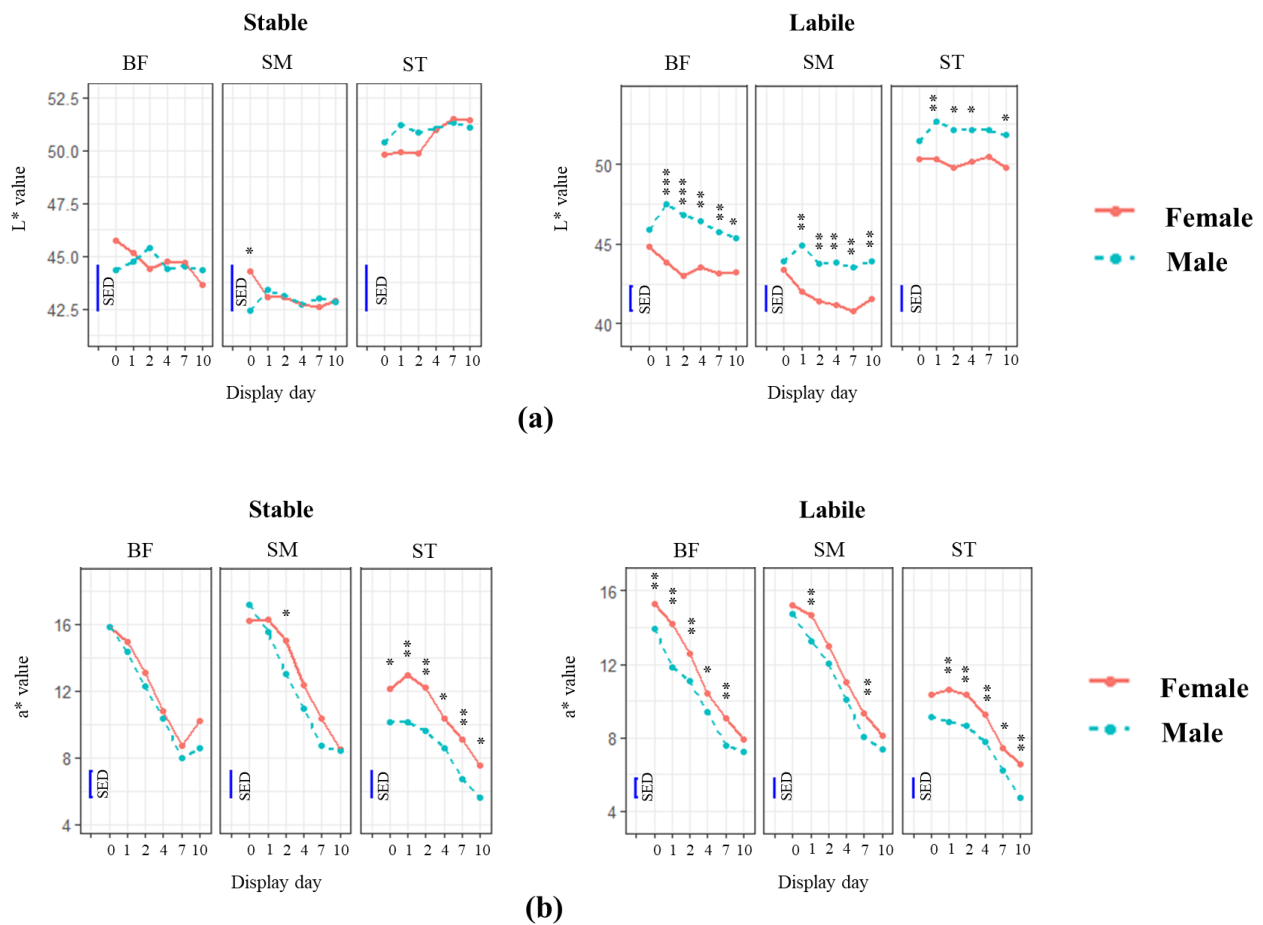 Stable
Labile
BF SM ST
BF SM ST
L* value
52.5
50.0
47.5
45.0
42.5
*
SED SED SED
0 1 2 4 7 10 0 1 2 4 7 10 0 1 2 4 7 10
Display day
L* value
50
45
40
*** *** ** ** *
** ** ** ** **
** * * *
SED SED SED
0 1 2 4 7 10 0 1 2 4 7 10 0 1 2 4 7 10
Display day
Female
Male
(a)
Stable
Labile
BF SM ST
BF SM ST
a* value
16
12
8
4
*
* ** ** * ** *
SED SED SED
0 1 2 4 7 10 0 1 2 4 7 10 0 1 2 4 7 10
Display day
a* value
16
12
8
4
** ** ** * **
** **
** ** ** * **
SED SED SED
0 1 2 4 7 10 0 1 2 4 7 10 0 1 2 4 7 10
Display day
Female
Male
(b)